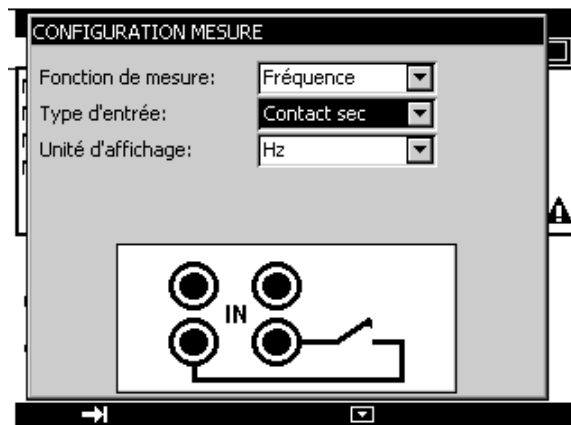 CONFIGURATION MESURE
Fonction de mesure: Fréquence
Type d'entrée: Contact sec
Unité d'affichage: Hz
IN